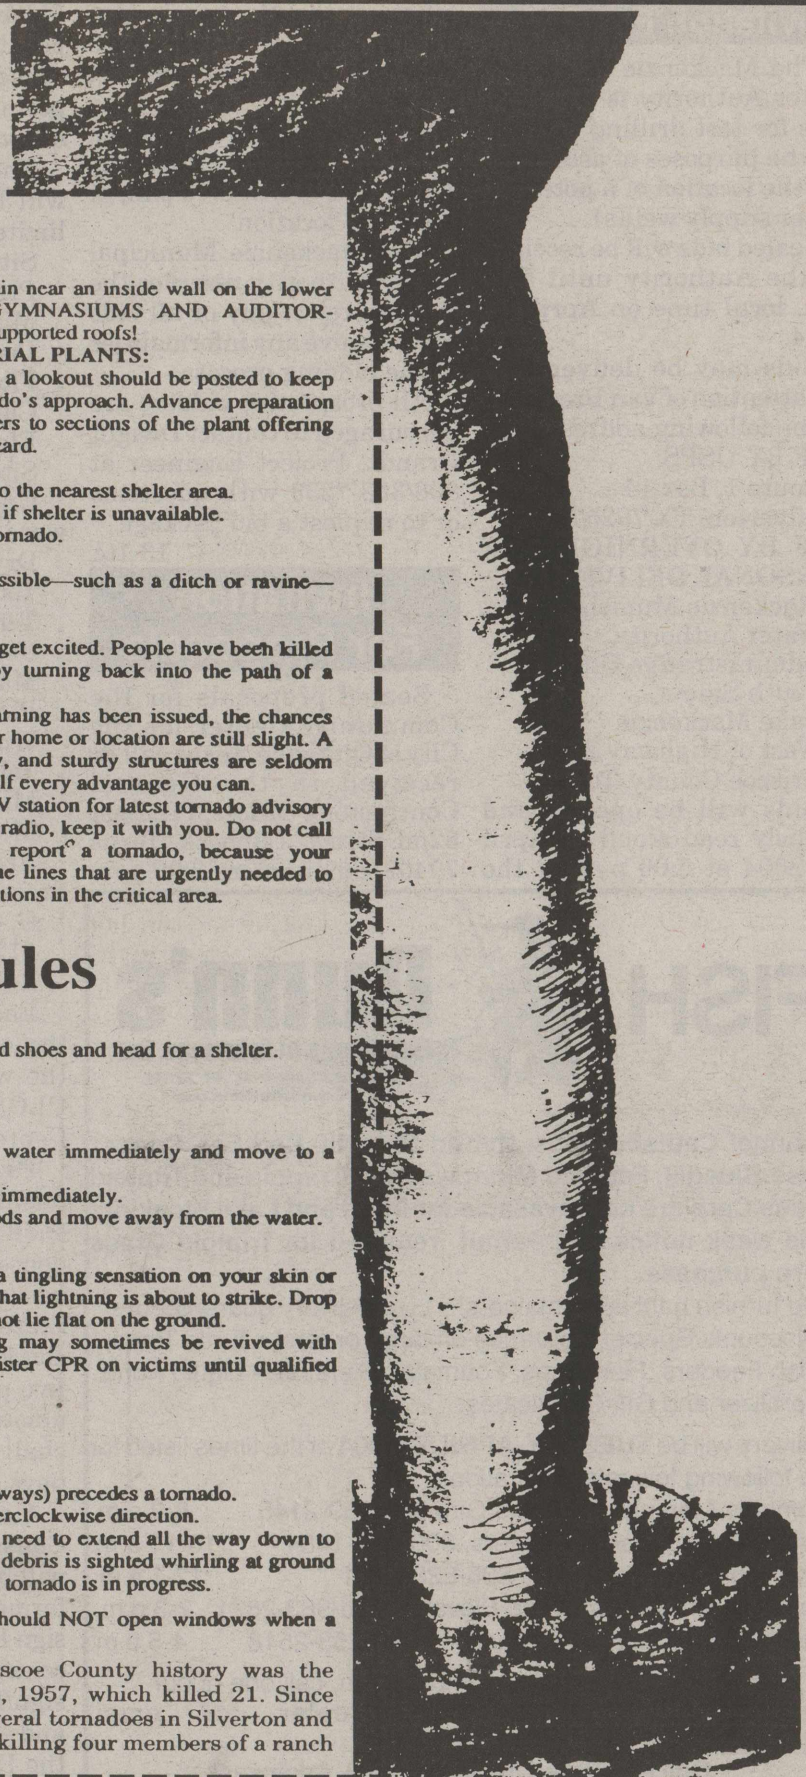 in near an inside wall on the lower
GYMNASIUMS AND AUDITOR-
upported roofs!
RIAL PLANTS:
a lookout should be posted to keep
do's approach. Advance preparation
ers to sections of the plant offering
ard.
o the nearest shelter area.
if shelter is unavailable.
ornado.
ssible—such as a ditch or ravine—
get excited. People have been killed
by turning back into the path of a
arning has been issued, the chances
r home or location are still slight. A
y, and sturdy structures are seldom
lf every advantage you can.
V station for latest tornado advisory
radio, keep it with you. Do not call
report a tornado, because your
ne lines that are urgently needed to
tions in the critical area.
ules
d shoes and head for a shelter.
water immediately and move to a
immediately.
ods and move away from the water.
a tingling sensation on your skin or
hat lightning is about to strike. Drop
not lie flat on the ground.
g may sometimes be revived with
ister CPR on victims until qualified
ways) precedes a tornado.
erclockwise direction.
need to extend all the way down to
debris is sighted whirling at ground
tornado is in progress.
hould NOT open windows when a
scoe County history was the
, 1957, which killed 21. Since
veral tornadoes in Silverton and
killing four members of a ranch